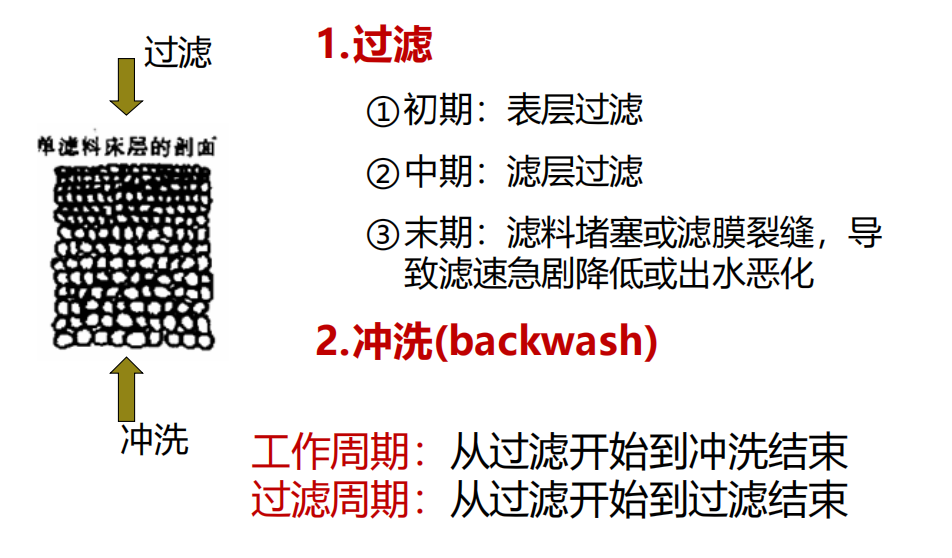 过滤
单滤料床层的剖面
冲洗
1.过滤
①初期：表层过滤
②中期：滤层过滤
③末期：滤料堵塞或滤膜裂缝，导
致滤速急剧降低或出水恶化
2.冲洗(backwash)
工作周期：从过滤开始到冲洗结束
过滤周期：从过滤开始到过滤结束